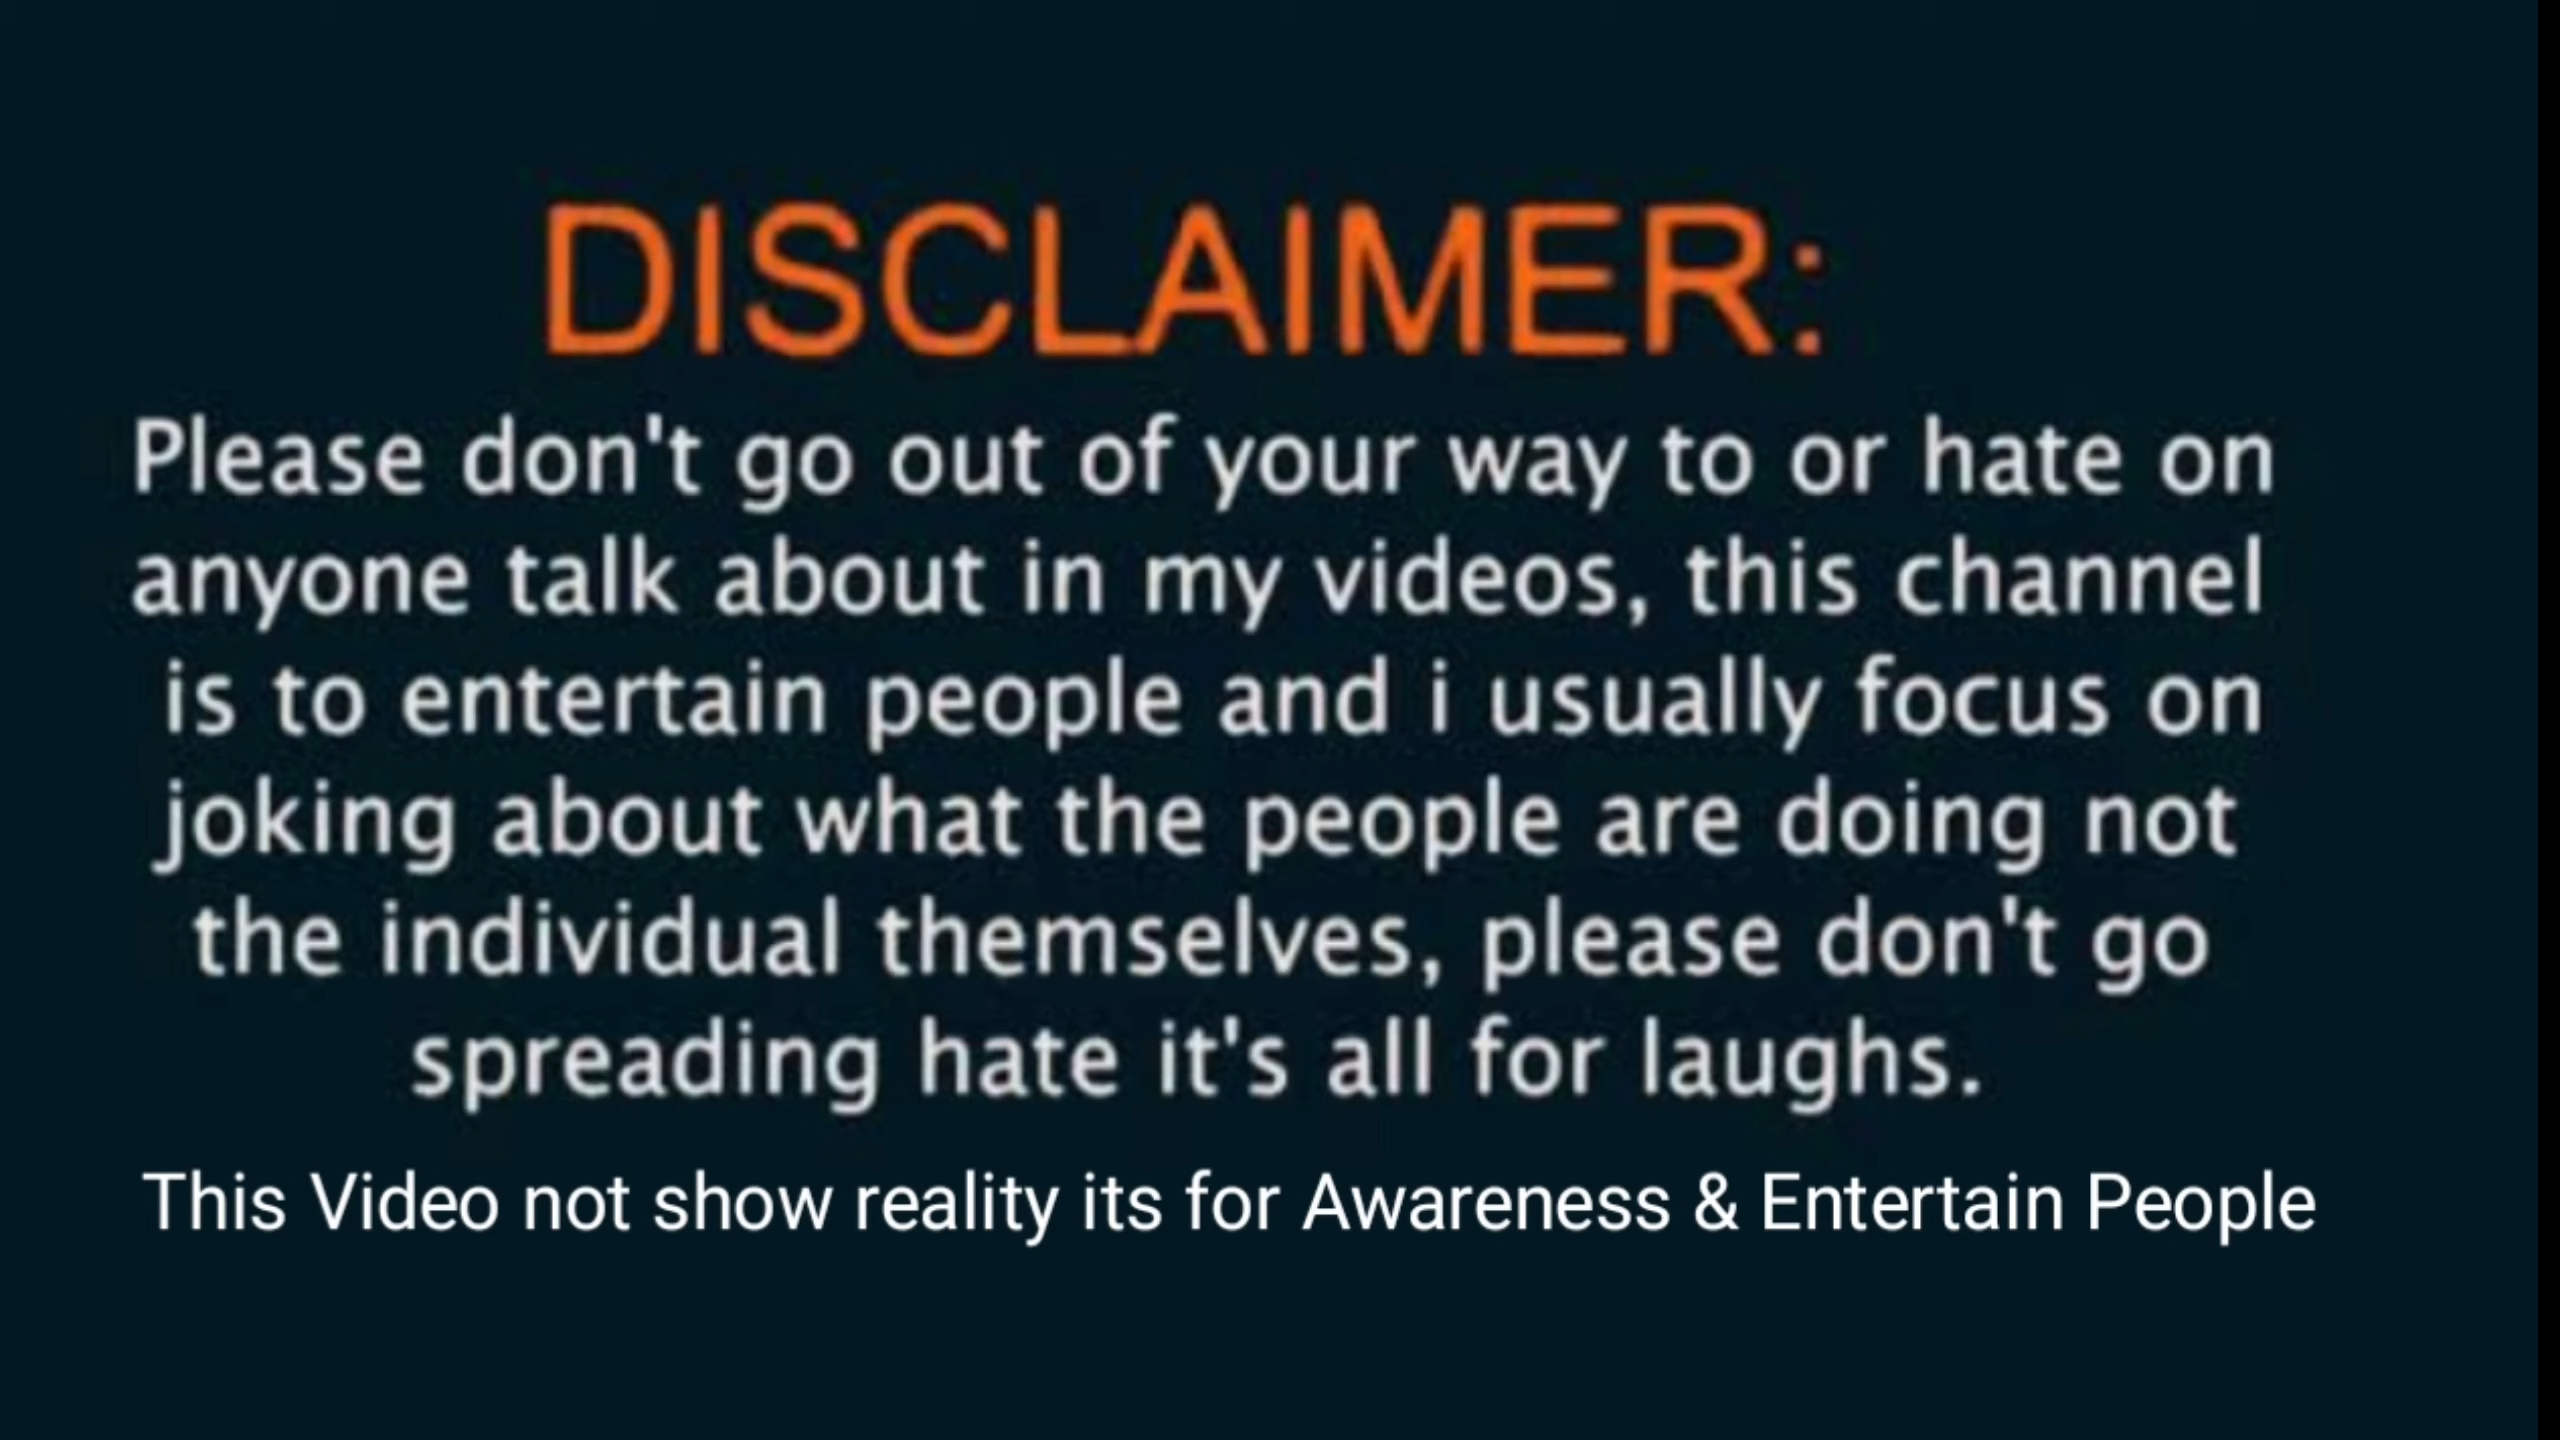 DISCLAIMER:
Please don't go out of your way to or hate on
anyone talk about in my videos, this channel
is to entertain people and i usually focus on
joking about what the people are doing not
the individual themselves, please don't go
spreading hate it's all for laughs.
This Video not show reality its for Awareness & Entertain People